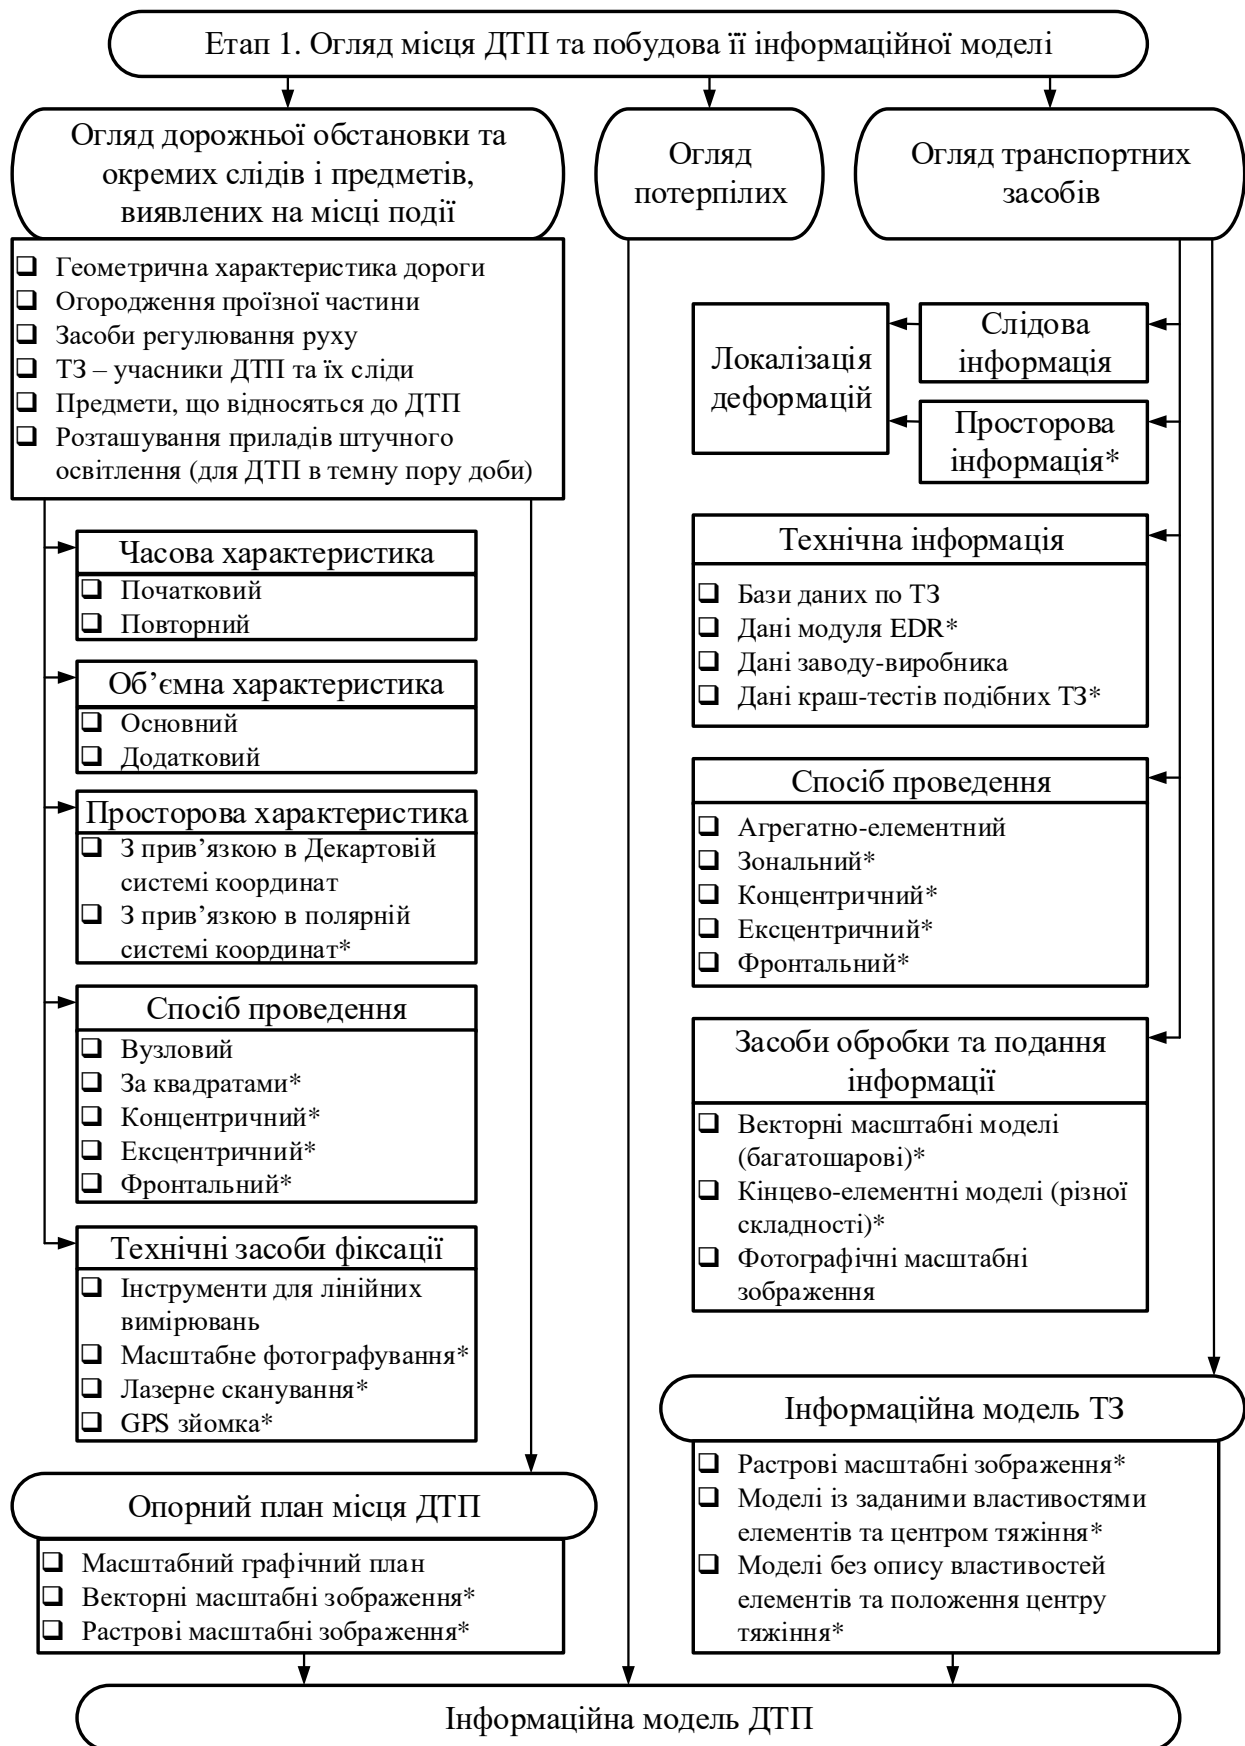 Етап 1. Огляд місця ДТП та побудова її інформаційної моделі
Огляд дорожньої обстановки та
окремих слідів і предметів,
виявлених на місці події
❑ Геометрична характеристика дороги
❑ Огородження проїзної частини
❑ Засоби регулювання руху
❑ ТЗ – учасники ДТП та їх сліди
❑ Предмети, що відносяться до ДТП
❑ Розташування приладів штучного
освітлення (для ДТП в темну пору доби)
Часова характеристика
❑ Початковий
❑ Повторний
Об’ємна характеристика
❑ Основний
❑ Додатковий
Просторова характеристика
❑ З прив’язкою в Декартовій
системі координат
❑ З прив’язкою в полярній
системі координат*
Спосіб проведення
❑ Вузловий
❑ За квадратами*
❑ Концентричний*
❑ Ексцентричний*
❑ Фронтальний*
Технічні засоби фіксації
❑ Інструменти для лінійних
вимірювань
❑ Масштабне фотографування*
❑ Лазерне сканування*
❑ GPS зйомка*
Опорний план місця ДТП
❑ Масштабний графічний план
❑ Векторні масштабні зображення*
❑ Растрові масштабні зображення*
Огляд
потерпілих
Огляд транспортних
засобів
Слідова
інформація
Локалізація
деформацій
Просторова
інформація*
Технічна інформація
❑ Бази даних по ТЗ
❑ Дані модуля EDR*
❑ Дані заводу-виробника
❑ Дані краш-тестів подібних ТЗ*
Спосіб проведення
❑ Агрегатно-елементний
❑ Зональний*
❑ Концентричний*
❑ Ексцентричний*
❑ Фронтальний*
Засоби обробки та подання
інформації
❑ Векторні масштабні моделі
(багатошарові)*
❑ Кінцево-елементні моделі (різної
складності)*
❑ Фотографічні масштабні
зображення
Інформаційна модель ТЗ
❑ Растрові масштабні зображення*
❑ Моделі із заданими властивостями
елементів та центром тяжіння*
❑ Моделі без опису властивостей
елементів та положення центру
тяжіння*
Інформаційна модель ДТП